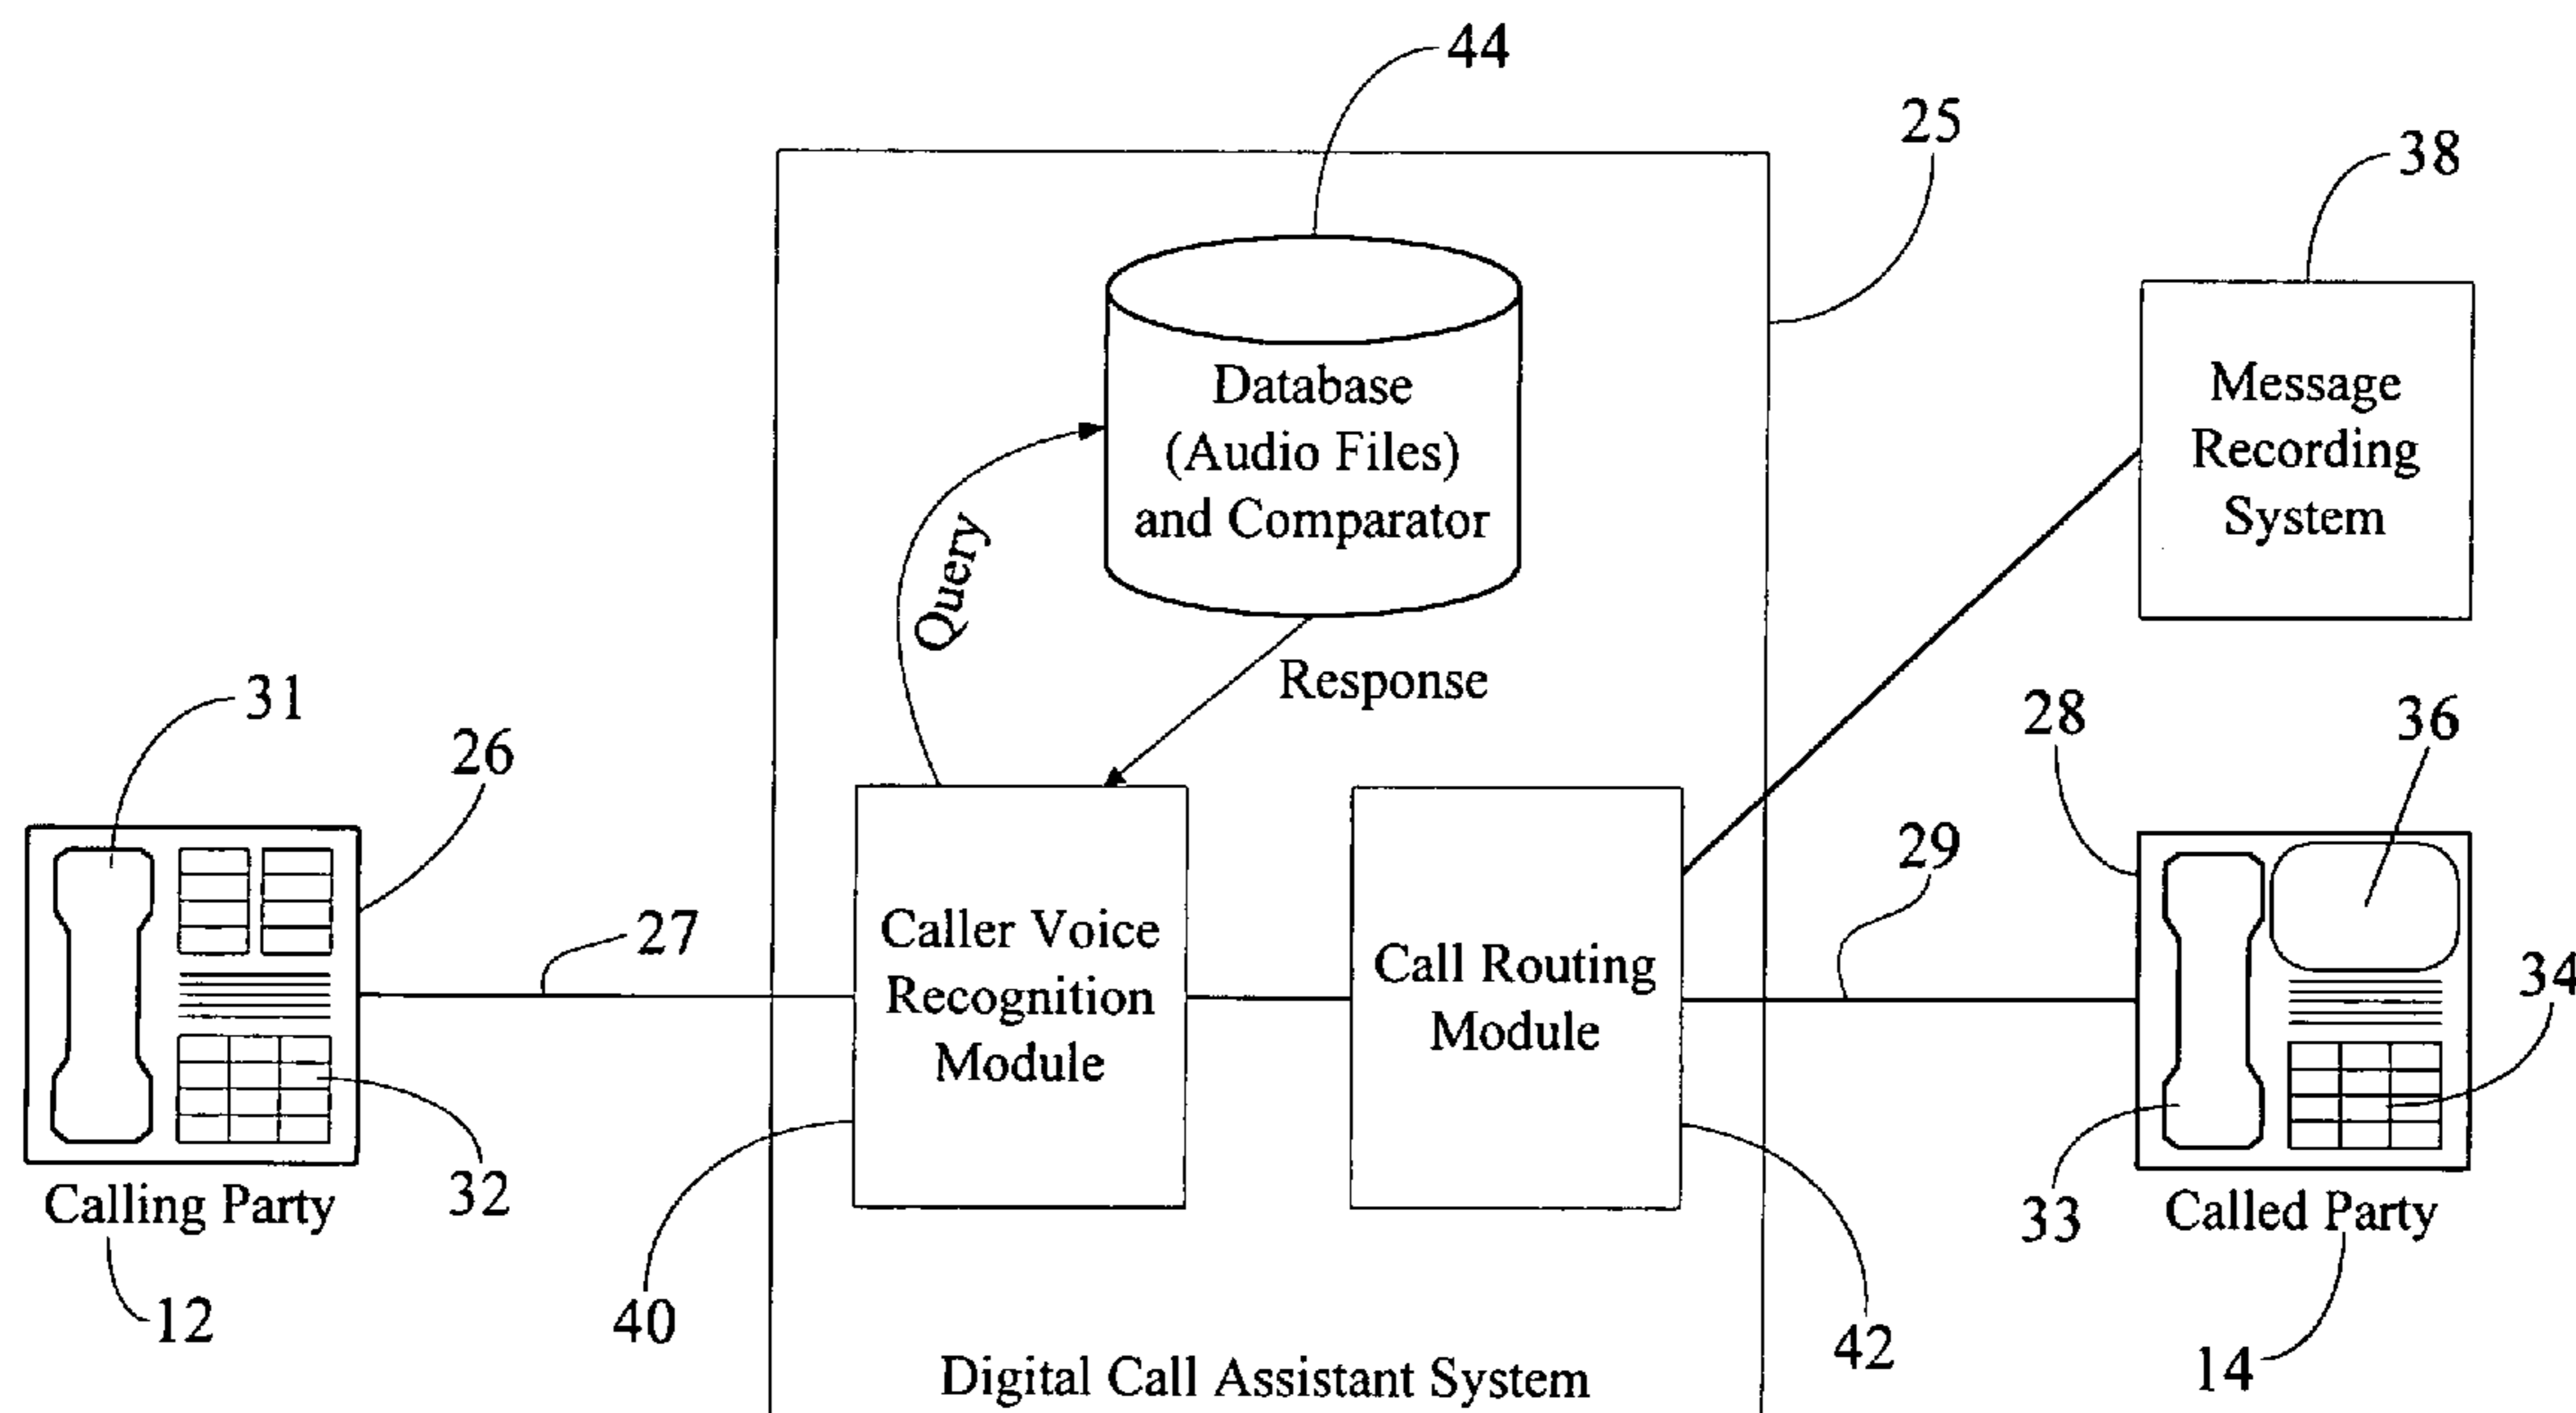 44
25
38
Database
(Audio Files)
and Comparator
Message
Recording
System
Query
Response
31
26
28
36
27
29
34
Caller Voice
Recognition
Module
Call Routing
Module
32
33
Calling Party
Called Party
12
40
42
14
Digital Call Assistant System